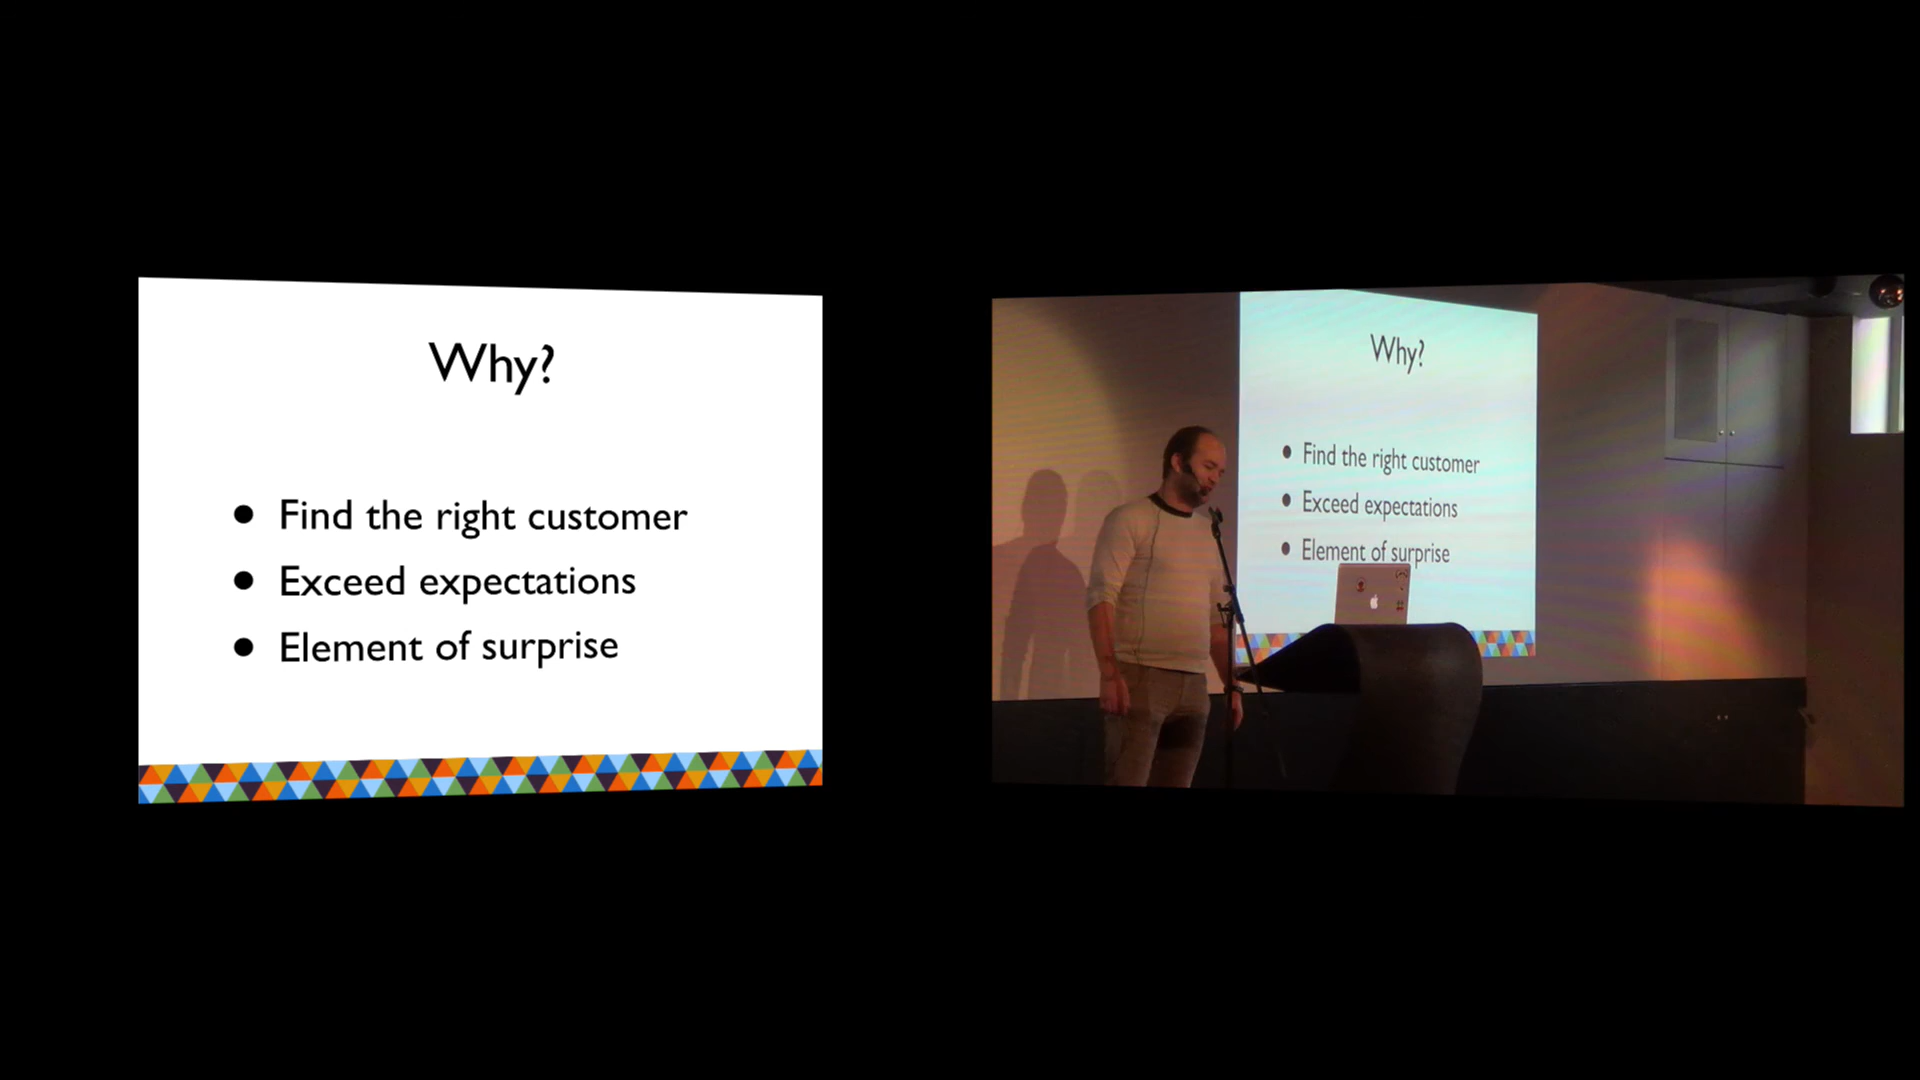 Why?
Find the right customer
Exceed expectations
Element of surprise
Why?
Find the right customer
Exceed expectations
Element of surprise